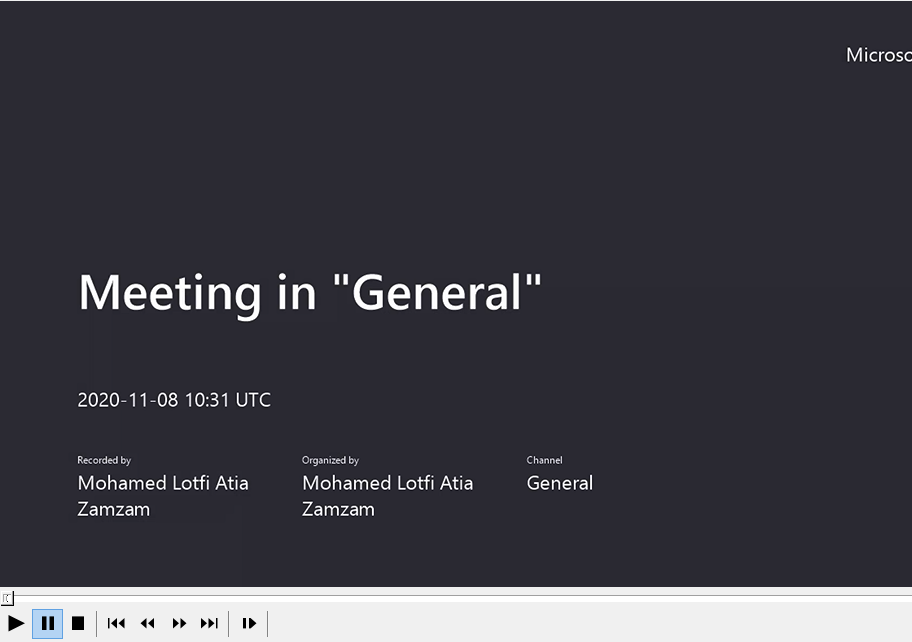 Microso
Meeting in "General"
2020-11-08 10:31 UTC
Recorded by
Mohamed Lotfi Atia
Zamzam
Organized by
Mohamed Lotfi Atia
Zamzam
Channel
General